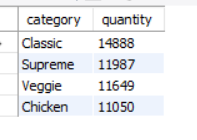 category quantity
Classic 14888
Supreme 11987
Veggie 11649
Chicken 11050